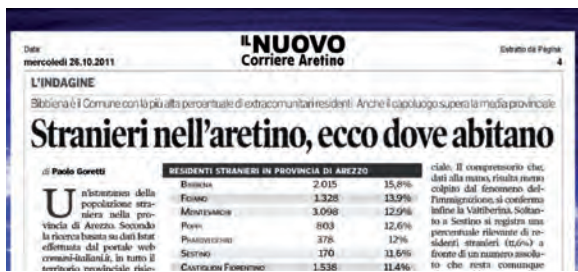 Data:
mercoledì 26.10.2011
IL NUOVO
Corriere Aretino
Estratto da Pagina:
4
L'INDAGINE
Bibbiena è il Comune con la più alta percentuale di extracomunitari residenti. Anche il capoluogo supera la media provinciale
Stranieri nell'aretino, ecco dove abitano
di Paolo Goretti
Un'istantanea della
popolazione stra-
niera nella pro-
vincia di Arezzo. Secondo
la ricerca basata su dati Istat
effettuata dal portale web
comuni-italiani.it, in tutto il
territorio provinciale risie-
RESIDENTI STRANIERI IN PROVINCIA DI AREZZO
BIBBIENA 2.015 15,8%
FOIANO 1.328 13,9%
MONTEVARCHI 3.098 12,9%
POPPI 803 12,6%
PRATOVECCHIO 378 12%
SESTINO 170 11,6%
CASTIGLION FIORENTINO 1.538 11,4%
ciale. Il comprensorio che,
dati alla mano, risulta meno
colpito dal fenomeno del-
l'immigrazione, si conferma
infine la Valtiberina. Soltan-
to a Sestino si registra una
percentuale rilevante di re-
sidenti stranieri (11,6%) a
fronte di un numero assolu-
to che resta comunque